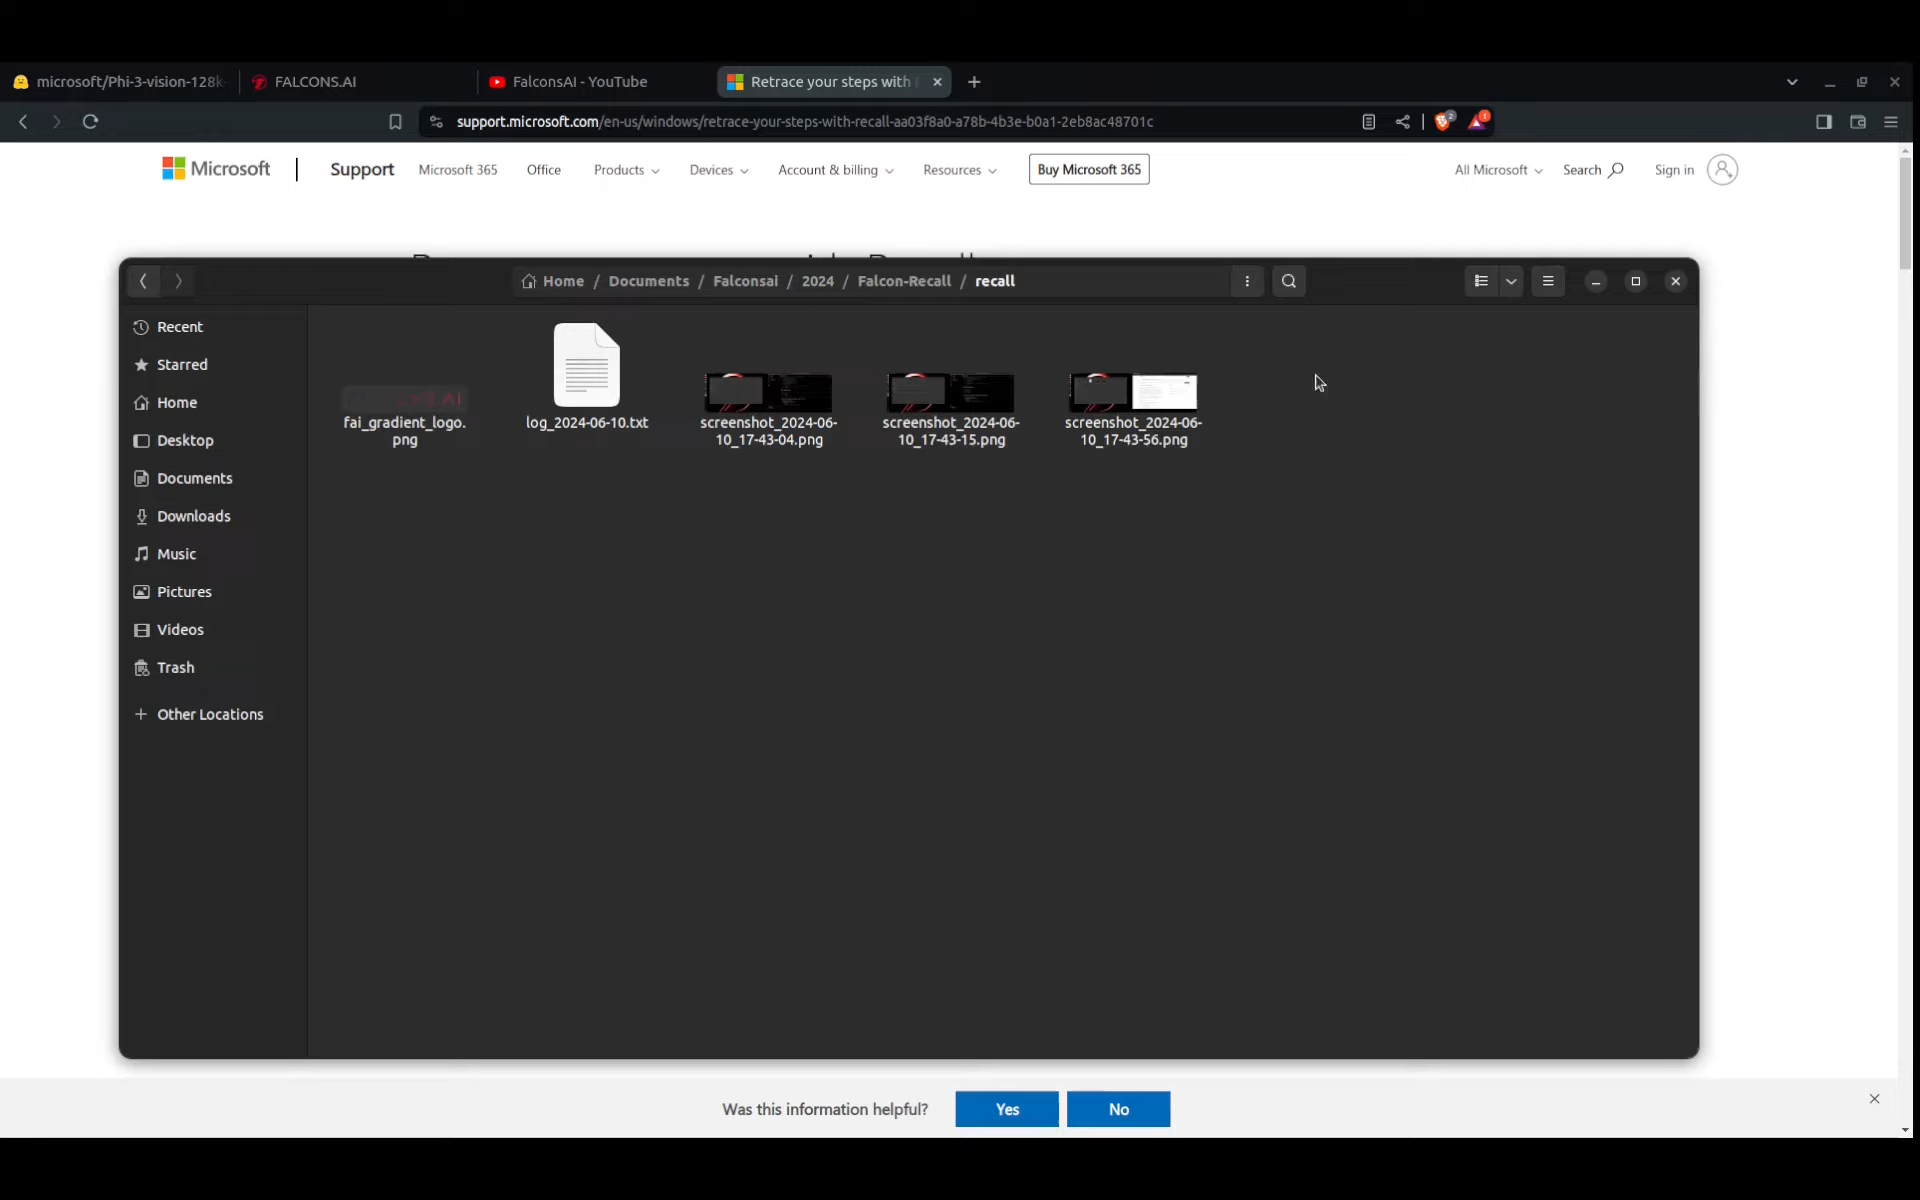 microsoft/Phi-3-vision-128k-
FALCONS.AI
FalconsAI - YouTube
Retrace your steps with
support.microsoft.com/en-us/windows/retrace-your-steps-with-recall-aa03f8a0-a78b-4b3e-b0a1-2eb8ac48701c
2
1
Microsoft
Support
Microsoft 365
Office
Products
Devices
Account & billing
Resources
Buy Microsoft 365
All Microsoft
Search
Sign in
Home / Documents / Falconsai / 2024 / Falcon-Recall / recall
Recent
Starred
Home
Desktop
Documents
Downloads
Music
Pictures
Videos
Trash
Other Locations
fai_gradient_logo.
png
log_2024-06-10.txt
screenshot_2024-06-
10_17-43-04.png
screenshot_2024-06-
10_17-43-15.png
screenshot_2024-06-
10_17-43-56.png
Was this information helpful?
Yes
No